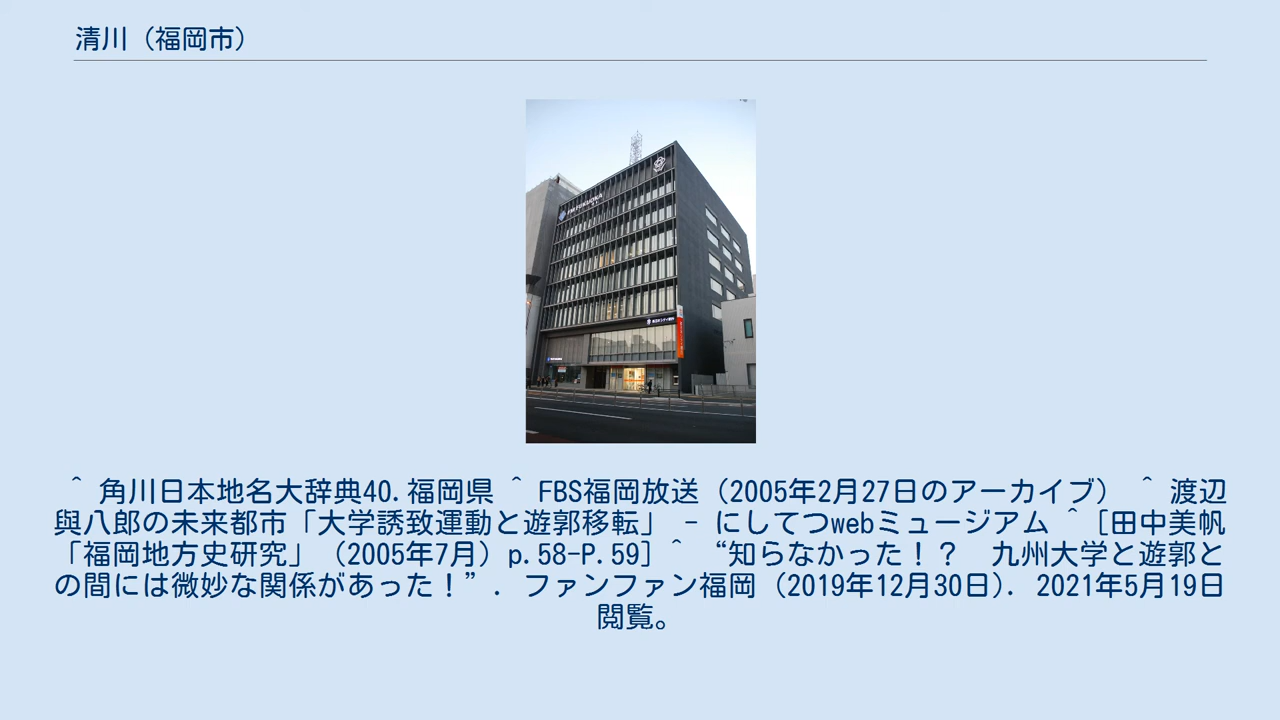 清川（福岡市）
FM FUKUOKA
^ 角川日本地名大辞典40.福岡県 ^ FBS福岡放送（2005年2月27日のアーカイブ） ^ 渡辺
與八郎の未来都市「大学誘致運動と遊郭移転」 - にしてつwebミュージアム ^ [田中美帆
「福岡地方史研究」（2005年7月）p.58-P.59] ^ “知らなかった！？　九州大学と遊郭と
の間には微妙な関係があった！”. ファンファン福岡（2019年12月30日）. 2021年5月19日
閲覧。